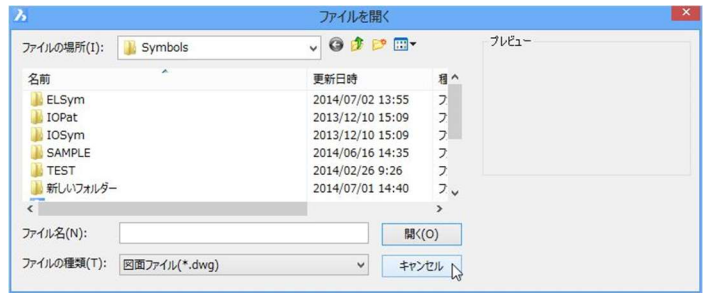 ファイルを開く
ファイルの場所(I): Symbols
プレビュー
名前 更新日時
ELSym 2014/07/02 13:55
IOPat 2013/12/10 15:09
IOSym 2013/12/10 15:09
SAMPLE 2014/06/16 14:35
TEST 2014/02/26 9:26
新しいフォルダー 2014/07/01 14:40
ファイル名(N): 開く(O)
ファイルの種類(T): 図面ファイル(*.dwg) キャンセル